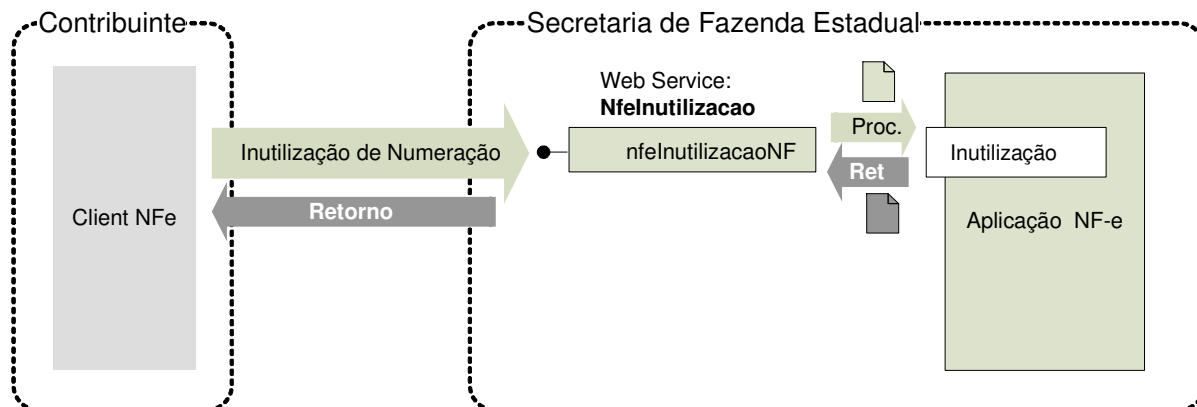 Contribuinte
Secretaria de Fazenda Estadual
Web Service:
NfeInutilizacao
Proc.
Inutilização de Numeração
nfeInutilizacaoNF
Inutilização
Ret
Retorno
Client NFe
Aplicação NF-e